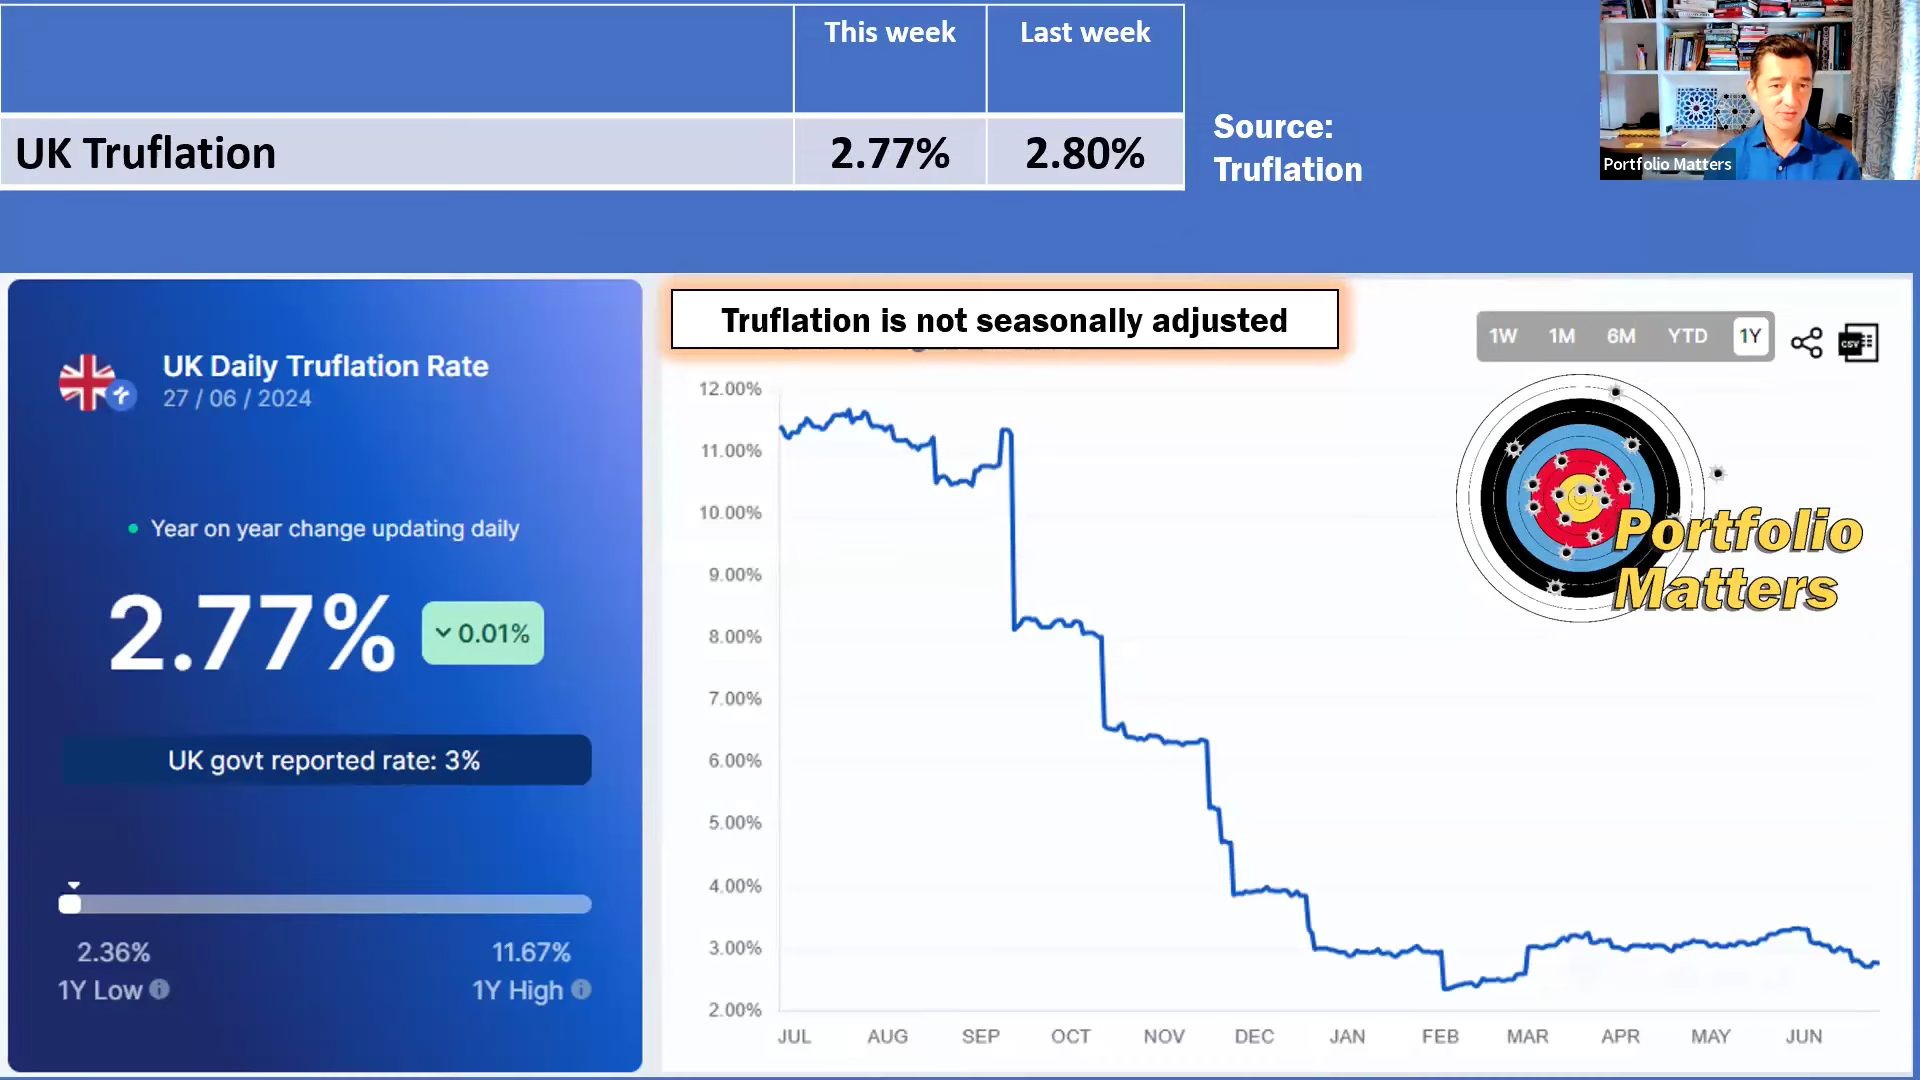 This week
Last week
UK Truflation
2.77%
2.80%
Source:
Truflation
Portfolio Matters
UK Daily Truflation Rate
27 / 06 / 2024
Year on year change updating daily
2.77%
0.01%
UK govt reported rate: 3%
2.36%
11.67%
1Y Low
1Y High
Truflation is not seasonally adjusted
1W
1M
6M
YTD
1Y
CSV
Portfolio
Matters
12.00%
11.00%
10.00%
9.00%
8.00%
7.00%
6.00%
5.00%
4.00%
3.00%
2.00%
JUL
AUG
SEP
OCT
NOV
DEC
JAN
FEB
MAR
APR
MAY
JUN